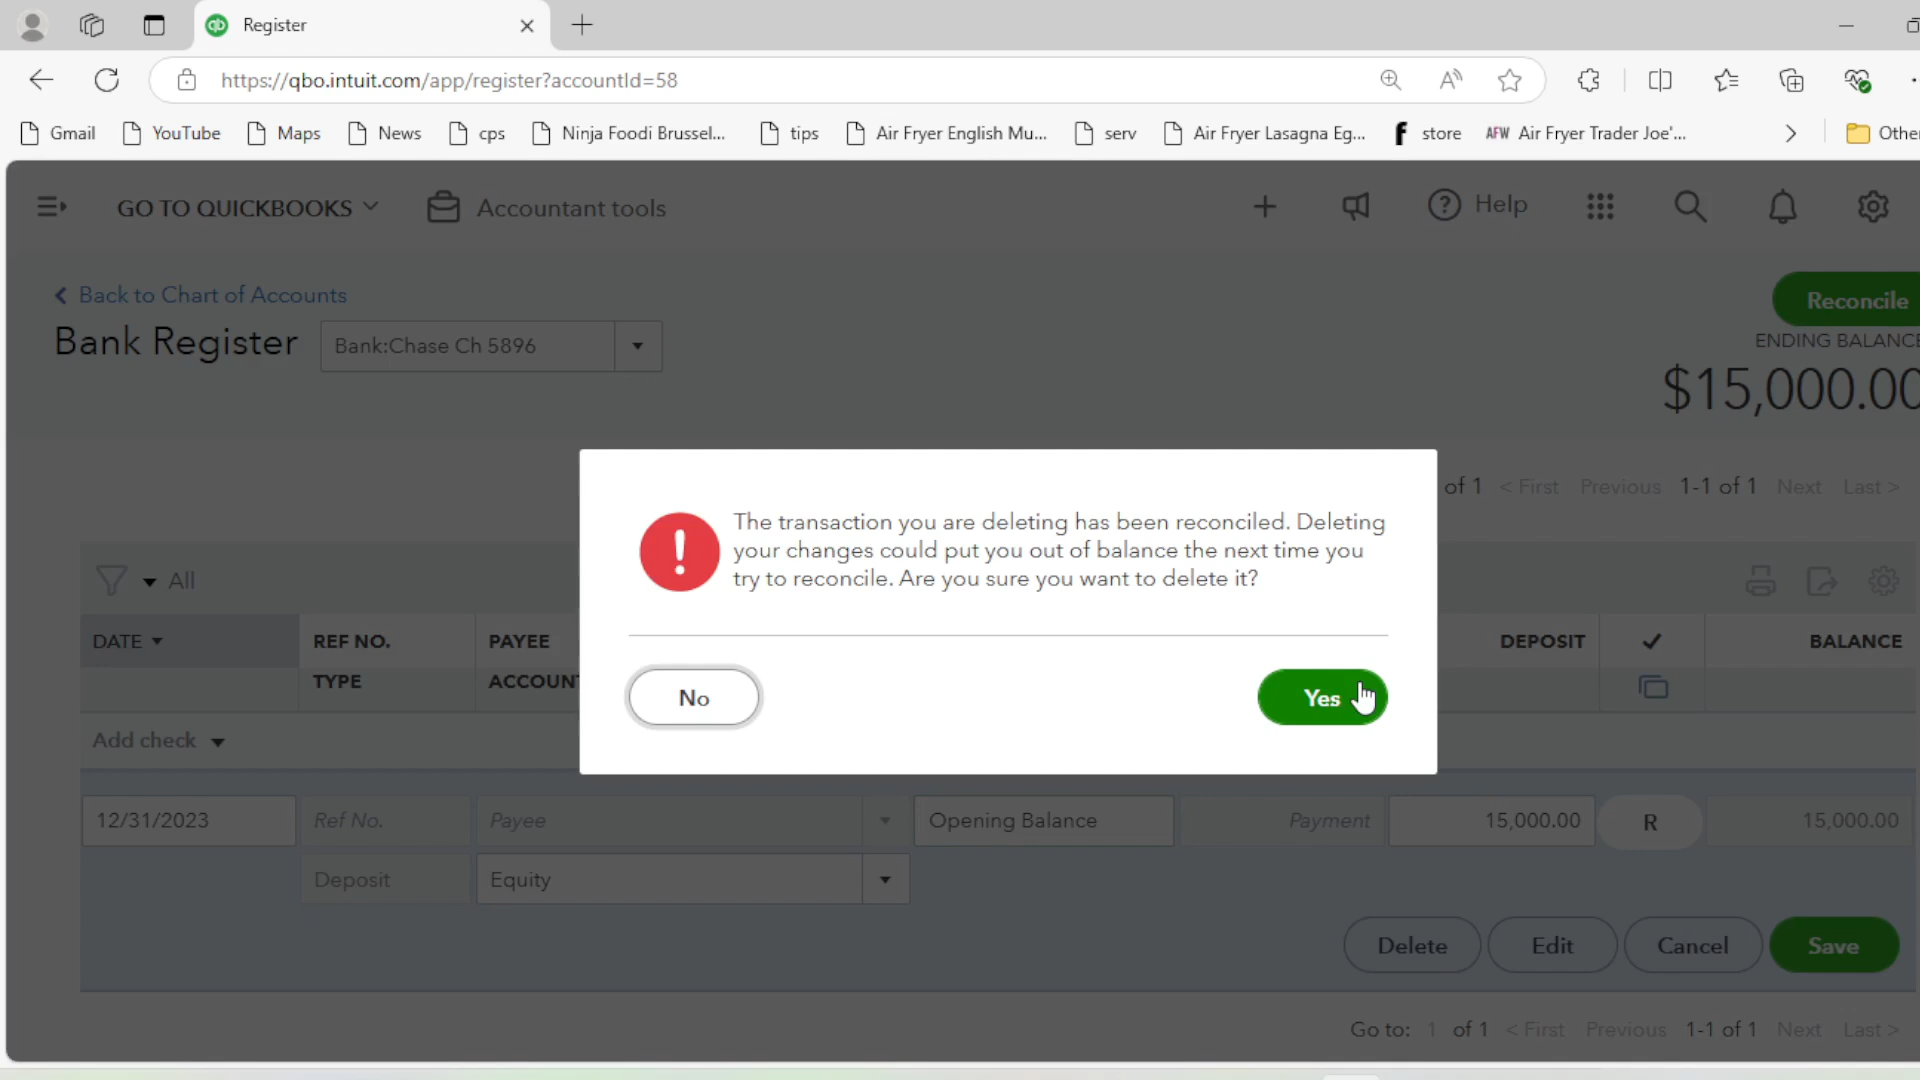 Register
https://qbo.intuit.com/app/register?accountId=58
Gmail YouTube Maps News cps Ninja Foodi Brussel... tips Air Fryer English Mu... serv Air Fryer Lasagna Eg... f store AFW Air Fryer Trader Joe'...
GO TO QUICKBOOKS Accountant tools Help
Back to Chart of Accounts
Reconcile
Bank Register Bank:Chase Ch 5896
ENDING BALANCE
$15,000.00
of 1 < First Previous 1-1 of 1 Next Last >
The transaction you are deleting has been reconciled. Deleting
your changes could put you out of balance the next time you
try to reconcile. Are you sure you want to delete it?
All
DATE REF NO. PAYEE DEPOSIT ✓ BALANCE
TYPE
No Yes
Add check
12/31/2023 Ref No. Payee Opening Balance Payment 15,000.00 R 15,000.00
Deposit Equity
Delete Edit Cancel Save
Go to: 1 of 1 < First Previous 1-1 of 1 Next Last >